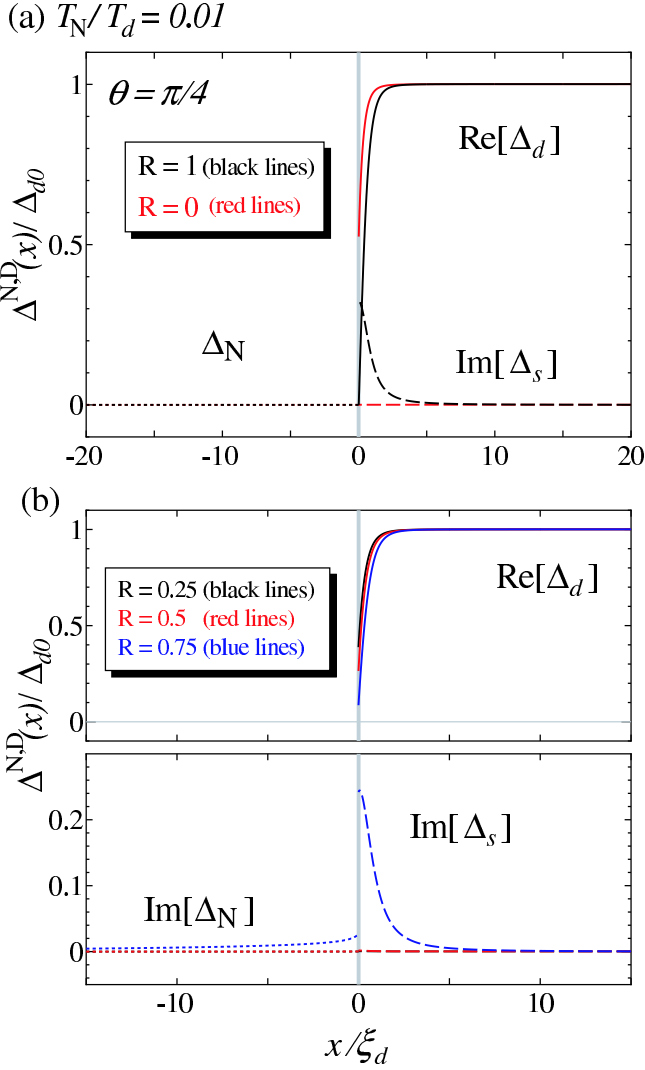 (a) T_N / T_d = 0.01
θ = π/4
R = 1 (black lines)
R = 0 (red lines)
Re[Δ_d]
Δ_N
Im[Δ_s]
Δ^{N,D}(x) / Δ_{d0}
1
0.5
0
-20 -10 0 10 20
(b)
R = 0.25 (black lines)
R = 0.5 (red lines)
R = 0.75 (blue lines)
Re[Δ_d]
1
0.5
0
Δ^{N,D}(x) / Δ_{d0}
Im[Δ_s]
Im[Δ_N]
0.2
0.1
0
-10 0 10
x/ξ_d